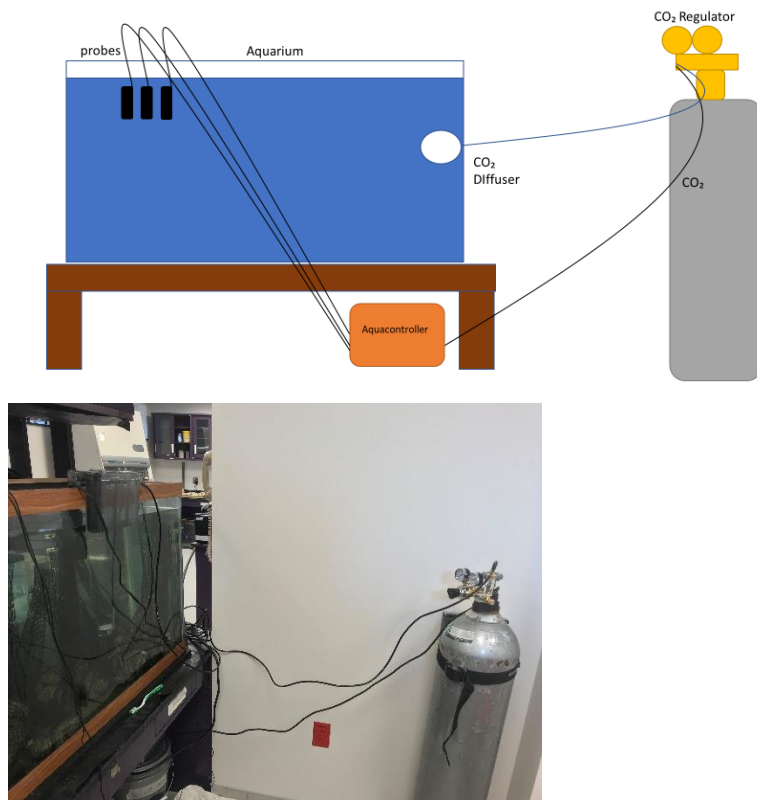 CO₂ Regulator
probes
Aquarium
CO₂
DIffuser
CO₂
Aquacontroller